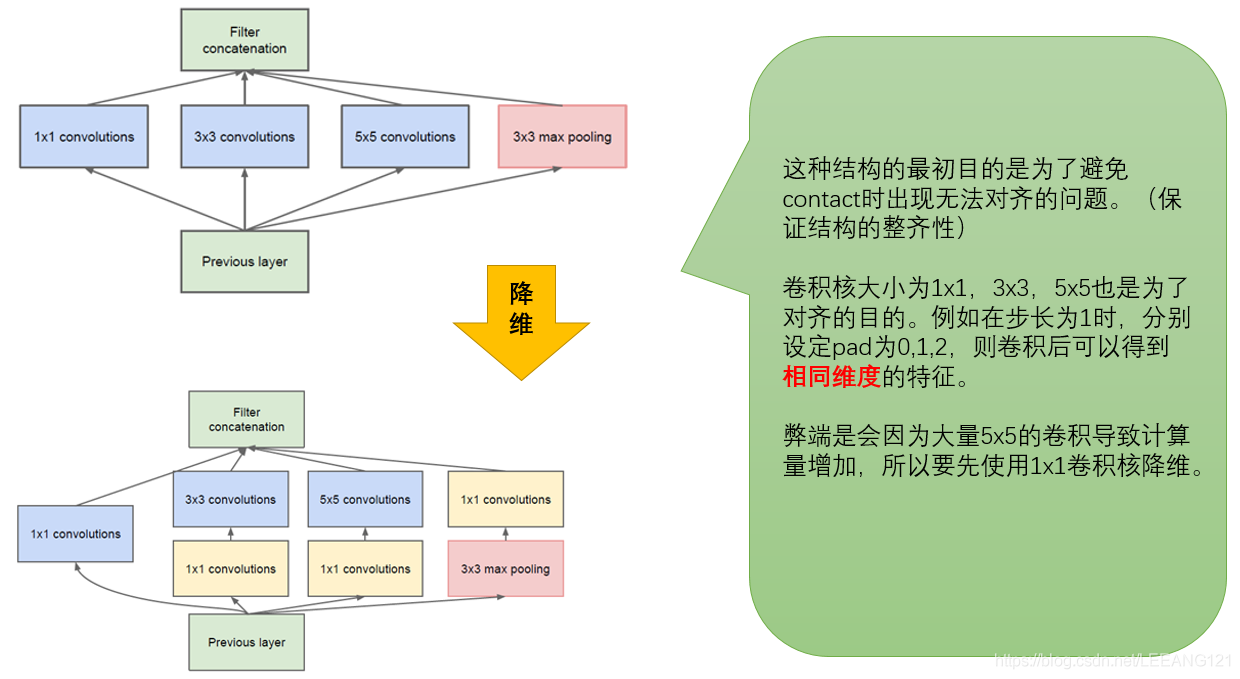 Filter
concatenation
1x1 convolutions
3x3 convolutions
5x5 convolutions
3x3 max pooling
Previous layer
降
维
Filter
concatenation
3x3 convolutions
5x5 convolutions
1x1 convolutions
1x1 convolutions
1x1 convolutions
1x1 convolutions
3x3 max pooling
Previous layer
这种结构的最初目的是为了避免
contact时出现无法对齐的问题。（保
证结构的整齐性）
卷积核大小为1x1，3x3，5x5也是为了
对齐的目的。例如在步长为1时，分别
设定pad为0,1,2，则卷积后可以得到
相同维度的特征。
弊端是会因为大量5x5的卷积导致计算
量增加，所以要先使用1x1卷积核降维。
https://blog.csdn.net/LEEANG121